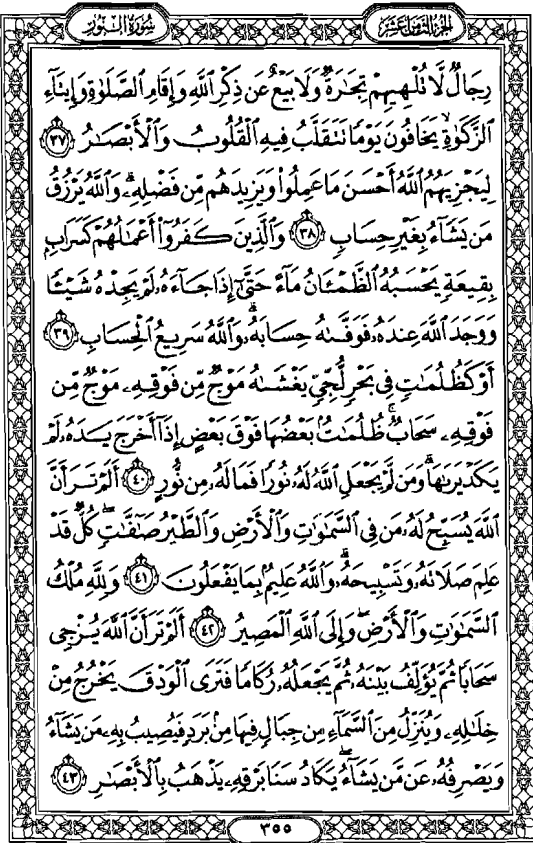 الجزء الثامن عشر
سورة النور
رِجَالٌ لَّا تُلْهِيهِمْ تِجَٰرَةٌ وَلَا بَيْعٌ عَن ذِكْرِ ٱللَّهِ وَإِقَامِ ٱلصَّلَوٰةِ وَإِيتَآءِ
ٱلزَّكَوٰةِ ۙ يَخَافُونَ يَوْمًا تَتَقَلَّبُ فِيهِ ٱلْقُلُوبُ وَٱلْأَبْصَٰرُ ﴿٣٧﴾
لِيَجْزِيَهُمُ ٱللَّهُ أَحْسَنَ مَا عَمِلُوا۟ وَيَزِيدَهُم مِّن فَضْلِهِۦ ۗ وَٱللَّهُ يَرْزُقُ
مَن يَشَآءُ بِغَيْرِ حِسَابٍ ﴿٣٨﴾ وَٱلَّذِينَ كَفَرُوٓا۟ أَعْمَٰلُهُمْ كَسَرَابٍۭ
بِقِيعَةٍ يَحْسَبُهُ ٱلظَّمْـَٔانُ مَآءً حَتَّىٰٓ إِذَا جَآءَهُۥ لَمْ يَجِدْهُ شَيْـًٔا
وَوَجَدَ ٱللَّهَ عِندَهُۥ فَوَفَّىٰهُ حِسَابَهُۥ ۗ وَٱللَّهُ سَرِيعُ ٱلْحِسَابِ ﴿٣٩﴾
أَوْ كَظُلُمَٰتٍ فِى بَحْرٍ لُّجِّىٍّ يَغْشَىٰهُ مَوْجٌ مِّن فَوْقِهِۦ مَوْجٌ مِّن
فَوْقِهِۦ سَحَابٌ ۚ ظُلُمَٰتٌۢ بَعْضُهَا فَوْقَ بَعْضٍ إِذَآ أَخْرَجَ يَدَهُۥ لَمْ
يَكَدْ يَرَىٰهَا ۗ وَمَن لَّمْ يَجْعَلِ ٱللَّهُ لَهُۥ نُورًا فَمَا لَهُۥ مِن نُّورٍ ﴿٤٠﴾ أَلَمْ تَرَ أَنَّ
ٱللَّهَ يُسَبِّحُ لَهُۥ مَن فِى ٱلسَّمَٰوَٰتِ وَٱلْأَرْضِ وَٱلطَّيْرُ صَٰٓفَّٰتٍ ۖ كُلٌّ قَدْ
عَلِمَ صَلَاتَهُۥ وَتَسْبِيحَهُۥ ۗ وَٱللَّهُ عَلِيمٌۢ بِمَا يَفْعَلُونَ ﴿٤١﴾ وَلِلَّهِ مُلْكُ
ٱلسَّمَٰوَٰتِ وَٱلْأَرْضِ ۖ وَإِلَى ٱللَّهِ ٱلْمَصِيرُ ﴿٤٢﴾ أَلَمْ تَرَ أَنَّ ٱللَّهَ يُزْجِى
سَحَابًا ثُمَّ يُؤَلِّفُ بَيْنَهُۥ ثُمَّ يَجْعَلُهُۥ رُكَامًا فَتَرَى ٱلْوَدْقَ يَخْرُجُ مِنْ
خِلَٰلِهِۦ وَيُنَزِّلُ مِنَ ٱلسَّمَآءِ مِن جِبَالٍ فِيهَا مِنۢ بَرَدٍ فَيُصِيبُ بِهِۦ مَن يَشَآءُ
وَيَصْرِفُهُۥ عَن مَّن يَشَآءُ ۖ يَكَادُ سَنَا بَرْقِهِۦ يَذْهَبُ بِٱلْأَبْصَٰرِ ﴿٤٣﴾
٣٥٥